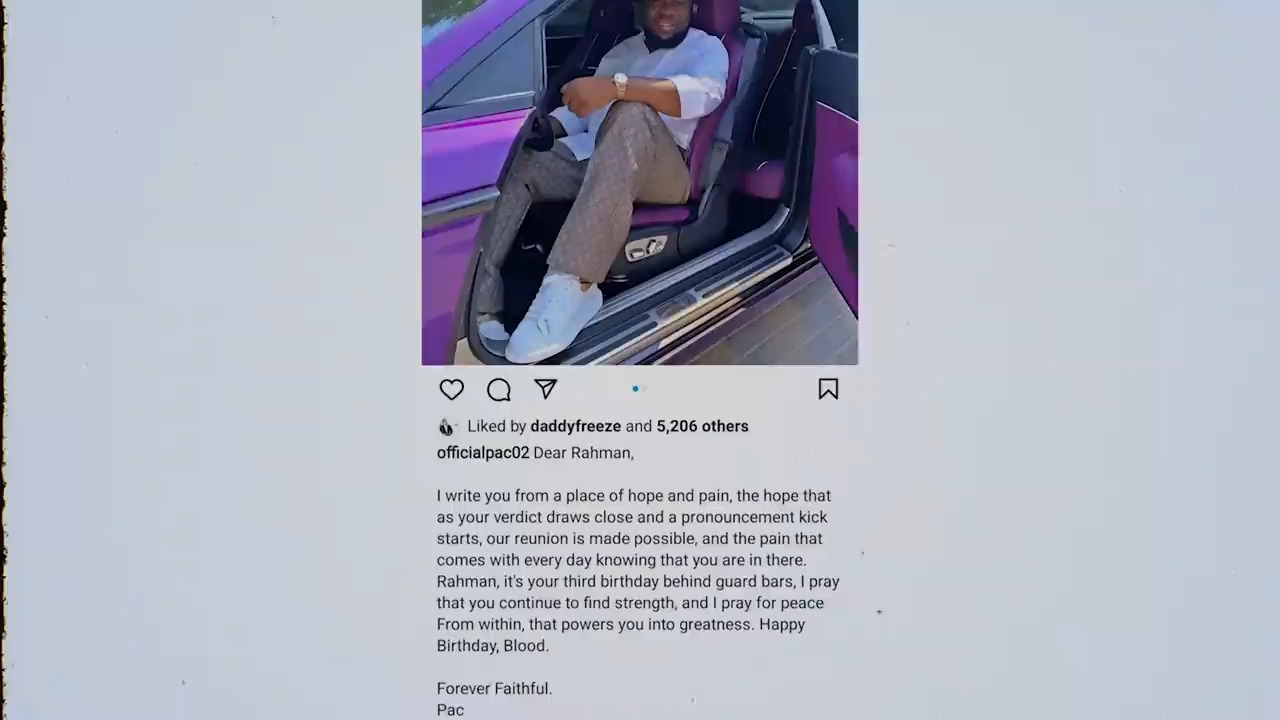 Liked by daddyfreeze and 5,206 others
officialpac02 Dear Rahman,
I write you from a place of hope and pain, the hope that
as your verdict draws close and a pronouncement kick
starts, our reunion is made possible, and the pain that
comes with every day knowing that you are in there.
Rahman, it's your third birthday behind guard bars, I pray
that you continue to find strength, and I pray for peace
From within, that powers you into greatness. Happy
Birthday, Blood.
Forever Faithful.
Pac